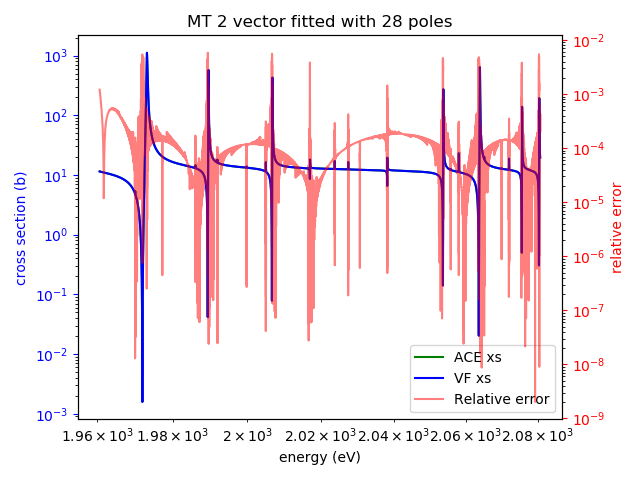 MT 2 vector fitted with 28 poles
cross section (b)
10³
10²
10¹
10⁰
10⁻¹
10⁻²
10⁻³
10⁻²
10⁻³
10⁻⁴
10⁻⁵
10⁻⁶
10⁻⁷
10⁻⁸
10⁻⁹
relative error
ACE xs
VF xs
Relative error
1.96 × 10³ 1.98 × 10³ 2 × 10³ 2.02 × 10³ 2.04 × 10³ 2.06 × 10³ 2.08 × 10³
energy (eV)